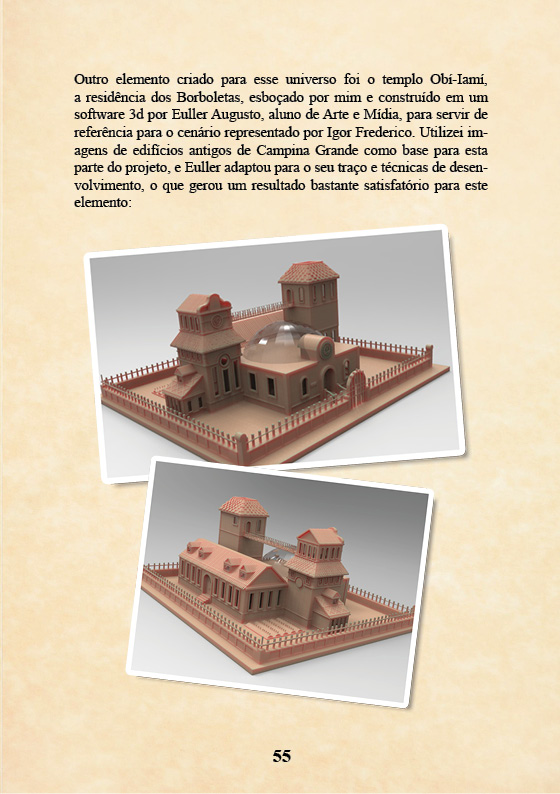 Outro elemento criado para esse universo foi o templo Obí-Iamí,
a residência dos Borboletas, esboçado por mim e construído em um
software 3d por Euller Augusto, aluno de Arte e Mídia, para servir de
referência para o cenário representado por Igor Frederico. Utilizei im-
agens de edifícios antigos de Campina Grande como base para esta
parte do projeto, e Euller adaptou para o seu traço e técnicas de desen-
volvimento, o que gerou um resultado bastante satisfatório para este
elemento:
55